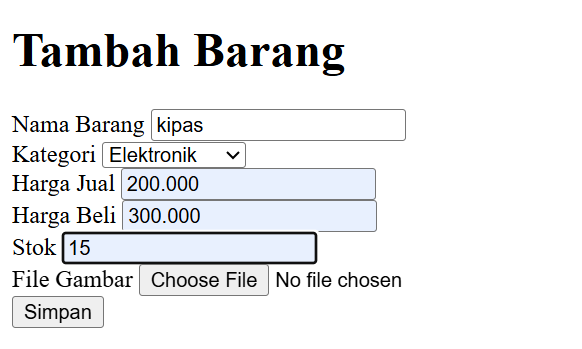 Tambah Barang
Nama Barang kipas
Kategori Elektronik
Harga Jual 200.000
Harga Beli 300.000
Stok 15
File Gambar Choose File No file chosen
Simpan